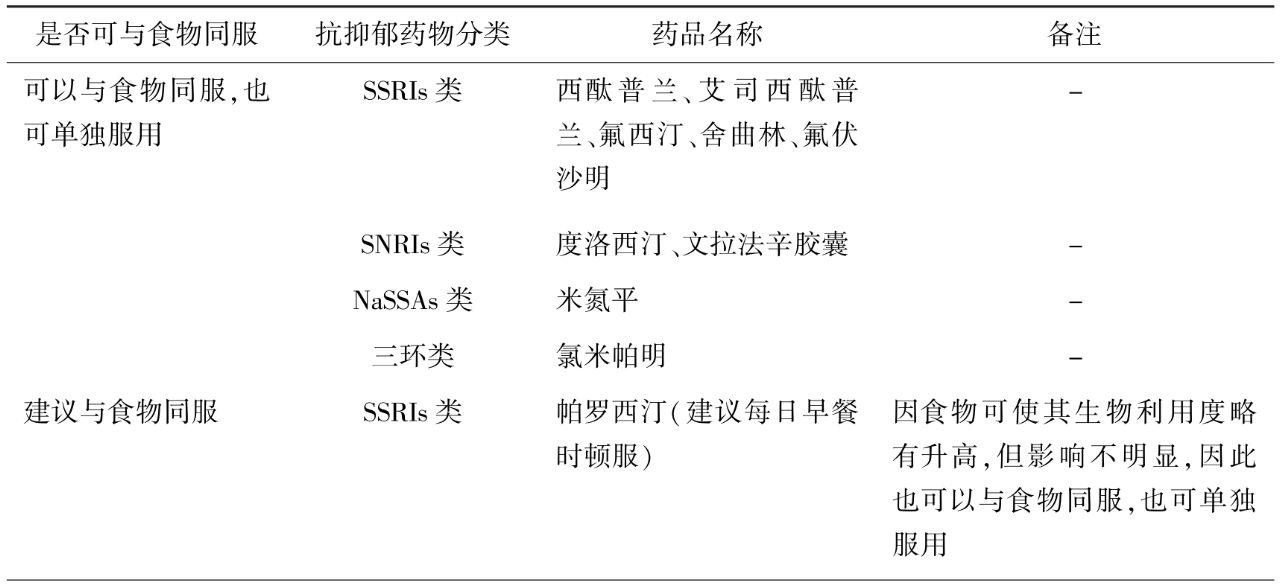 是否可与食物同服 抗抑郁药物分类 药品名称 备注
可以与食物同服,也 SSRIs 类 西酞普兰、艾司西酞普 –
可单独服用 兰、氟西汀、舍曲林、氟伏
沙明
SNRIs 类 度洛西汀、文拉法辛胶囊 –
NaSSAs 类 米氮平 –
三环类 氯米帕明 –
建议与食物同服 SSRIs 类 帕罗西汀(建议每日早餐 因食物可使其生物利用度略
时顿服) 有升高,但影响不明显,因此
也可以与食物同服,也可单独
服用